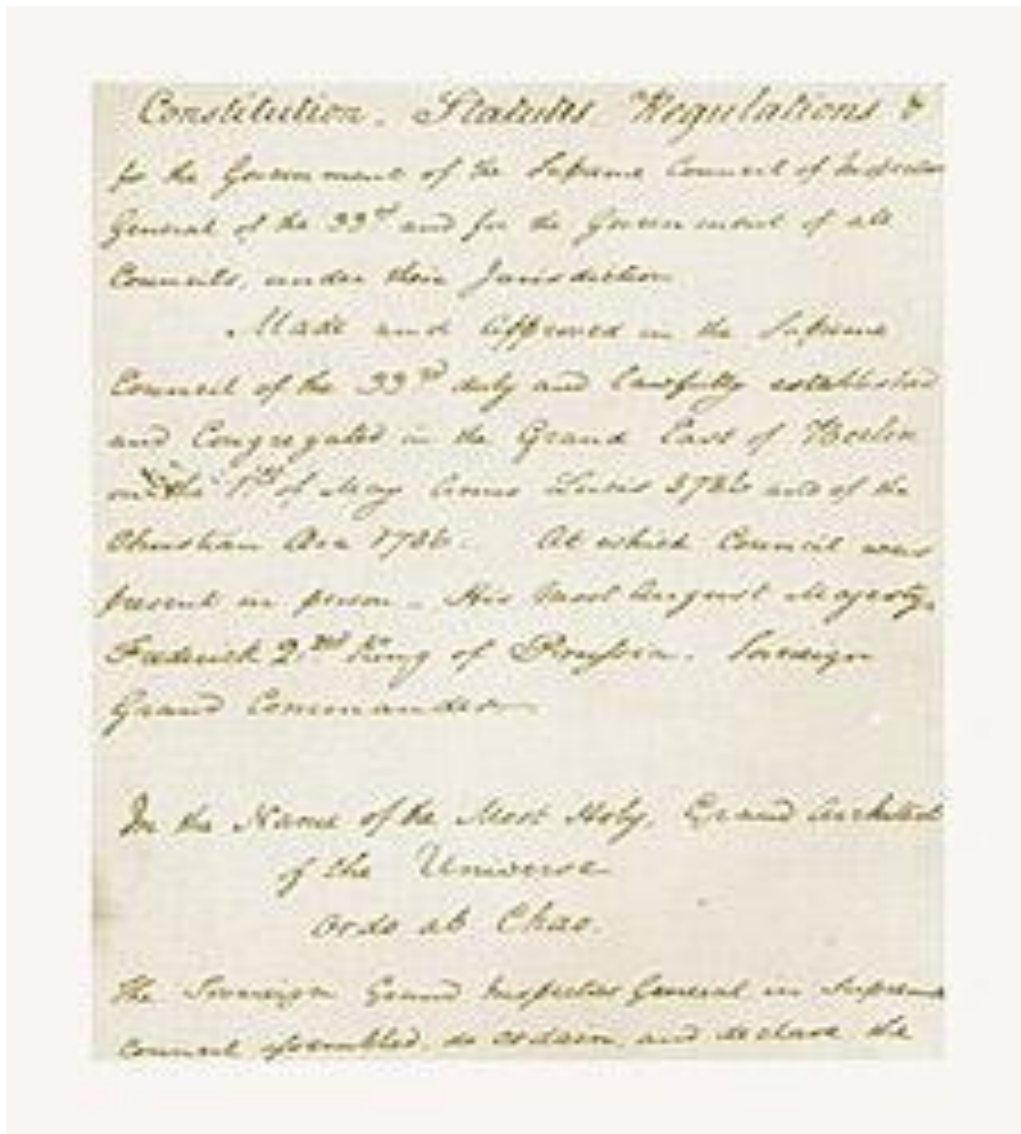 Constitution. Statutes Regulations &
for the Government of the Supreme Council of Inspector
General of the 33rd and for the Government of all
Councils, under their Jurisdiction
Made and approved in the Supreme
Council of the 33rd duly and lawfully established
and Congregated in the Grand East of Berlin
on the 1st of May Anno Lucis 5786 and of the
Christian Aera 1786. At which Council was
present in person _ His Most August Majesty
Frederick 2nd King of Prussia. Sovereign
Grand Commander
In the Name of the Most Holy, Grand Architect
of the Universe
Ordo ab Chao.
The Sovereign Grand Inspector General in Supreme
Council assembled, do ordain, and declare the